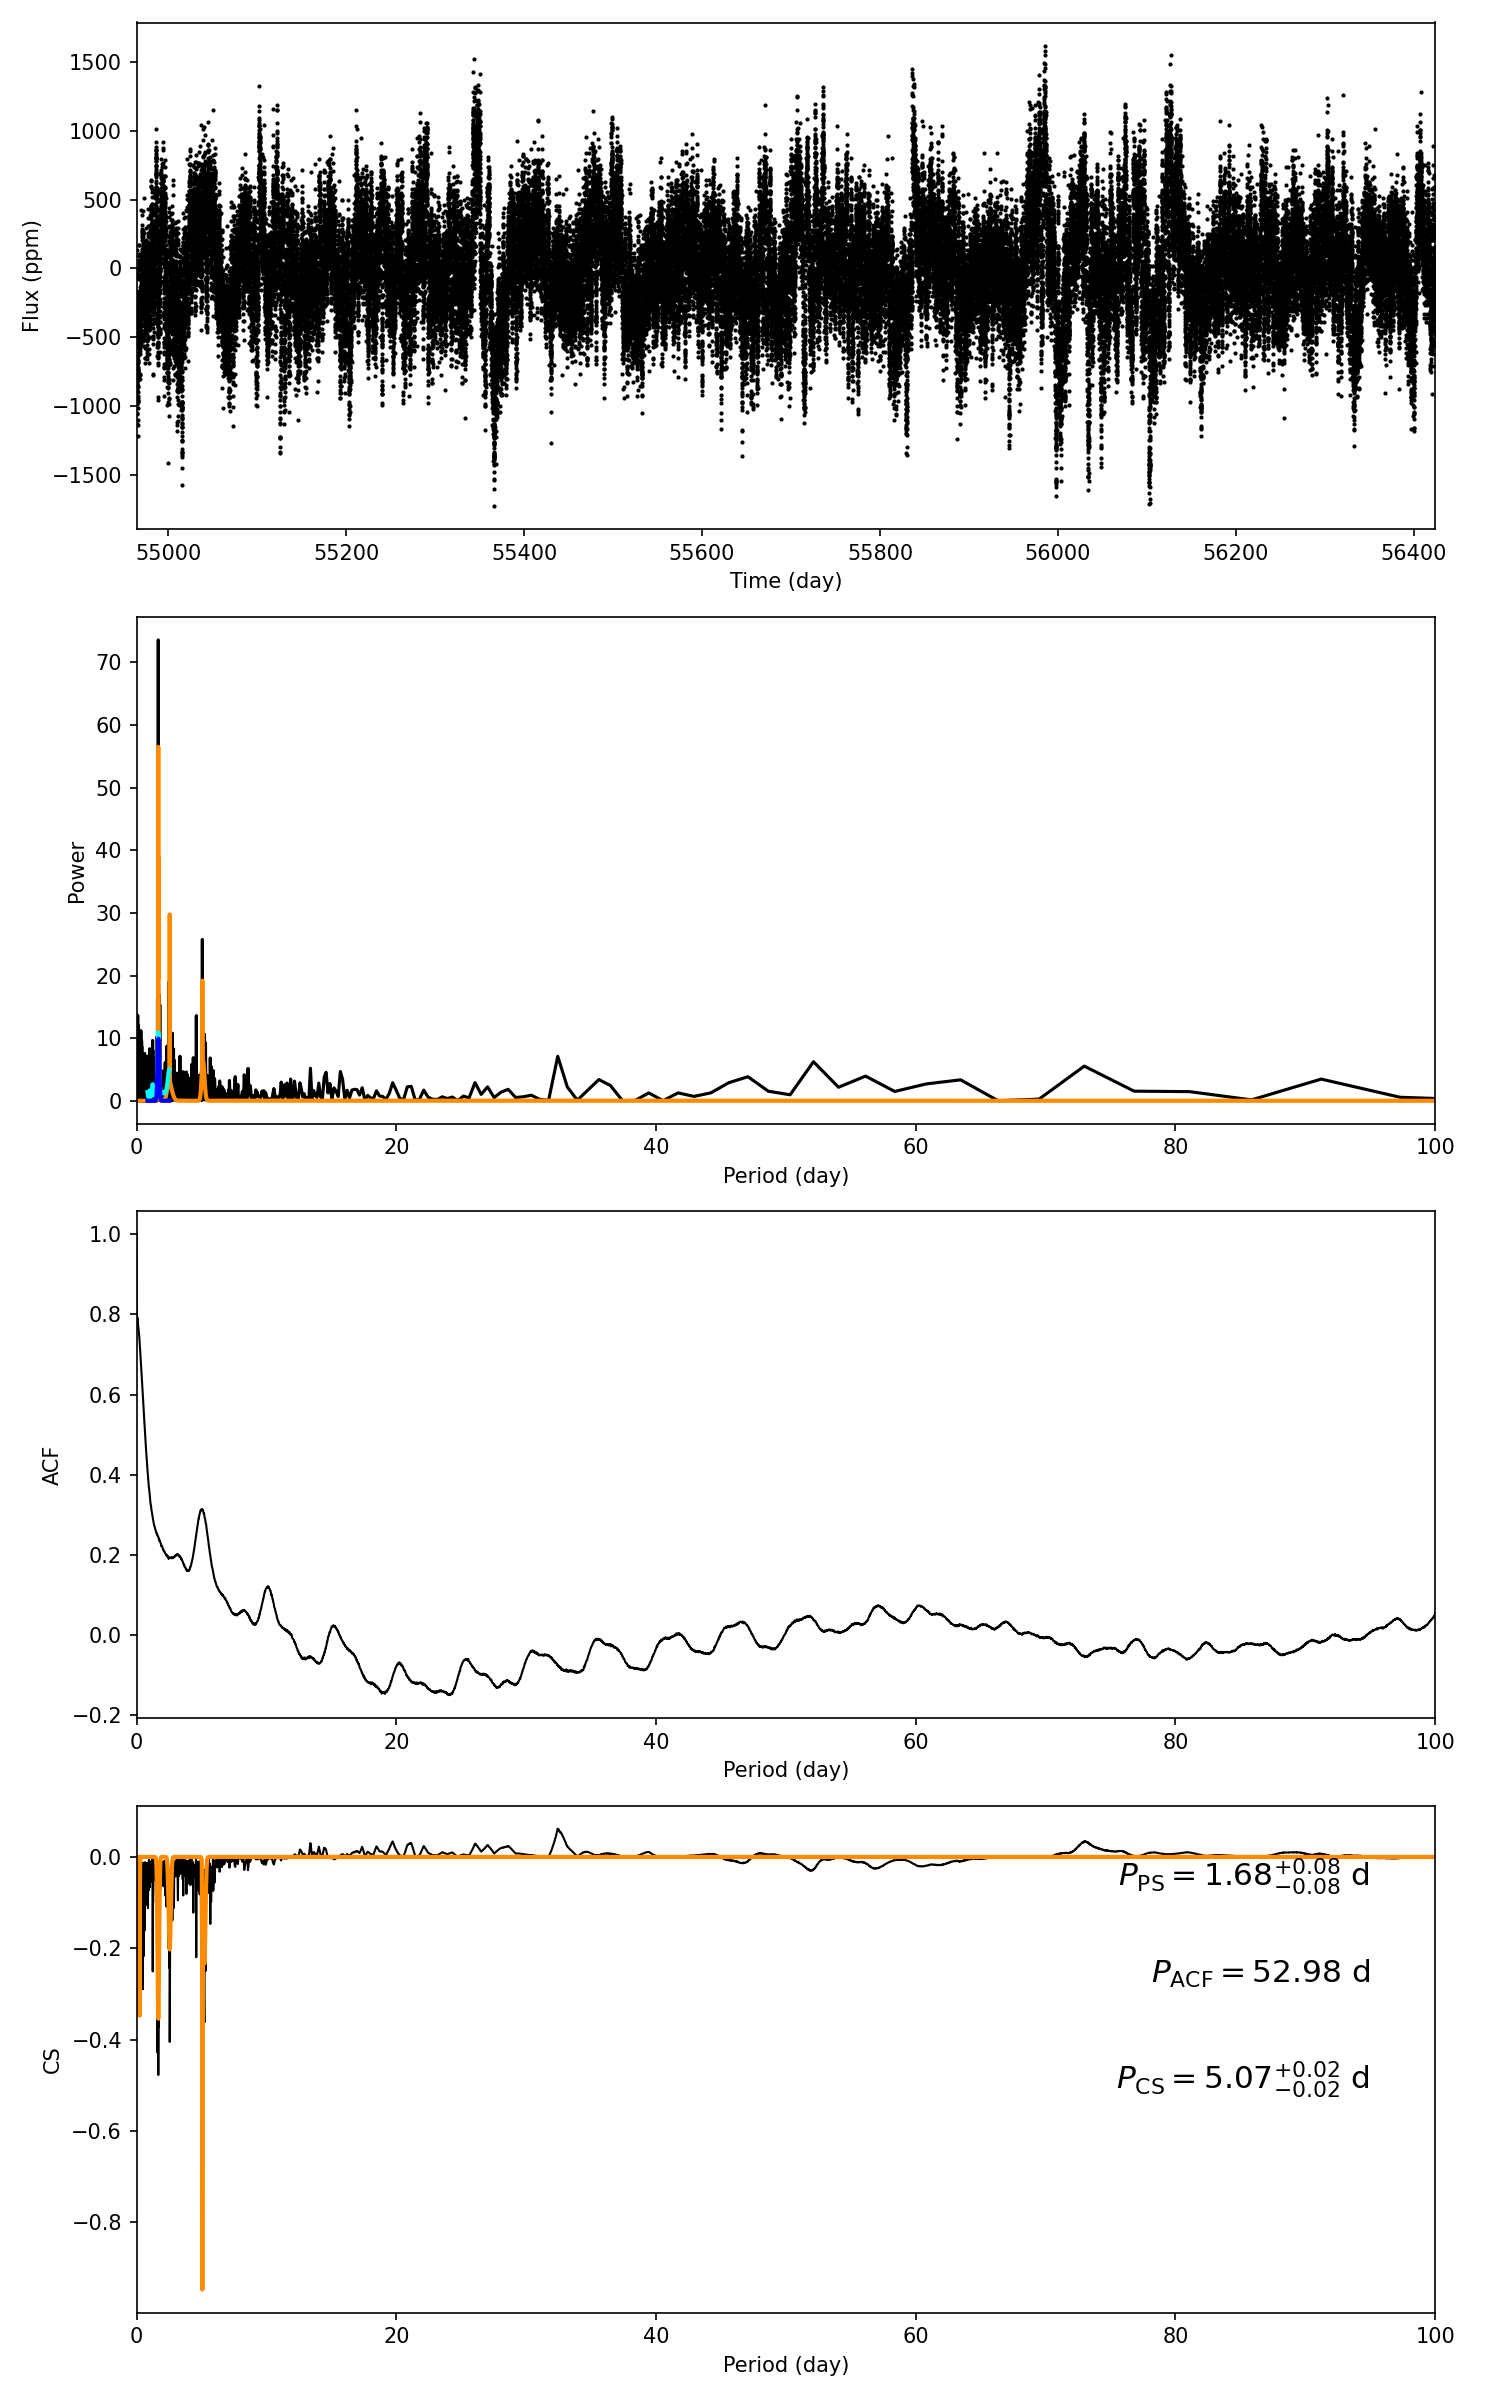 1500
1000
500
0
−500
−1000
−1500
Flux (ppm)
55000 55200 55400 55600 55800 56000 56200 56400
Time (day)
70
60
50
40
30
20
10
0
Power
0 20 40 60 80 100
Period (day)
1.0
0.8
0.6
0.4
0.2
0.0
−0.2
ACF
0 20 40 60 80 100
Period (day)
0.0
−0.2
−0.4
−0.6
−0.8
CS
P_PS = 1.68 +0.08 −0.08 d
P_ACF = 52.98 d
P_CS = 5.07 +0.02 −0.02 d
0 20 40 60 80 100
Period (day)